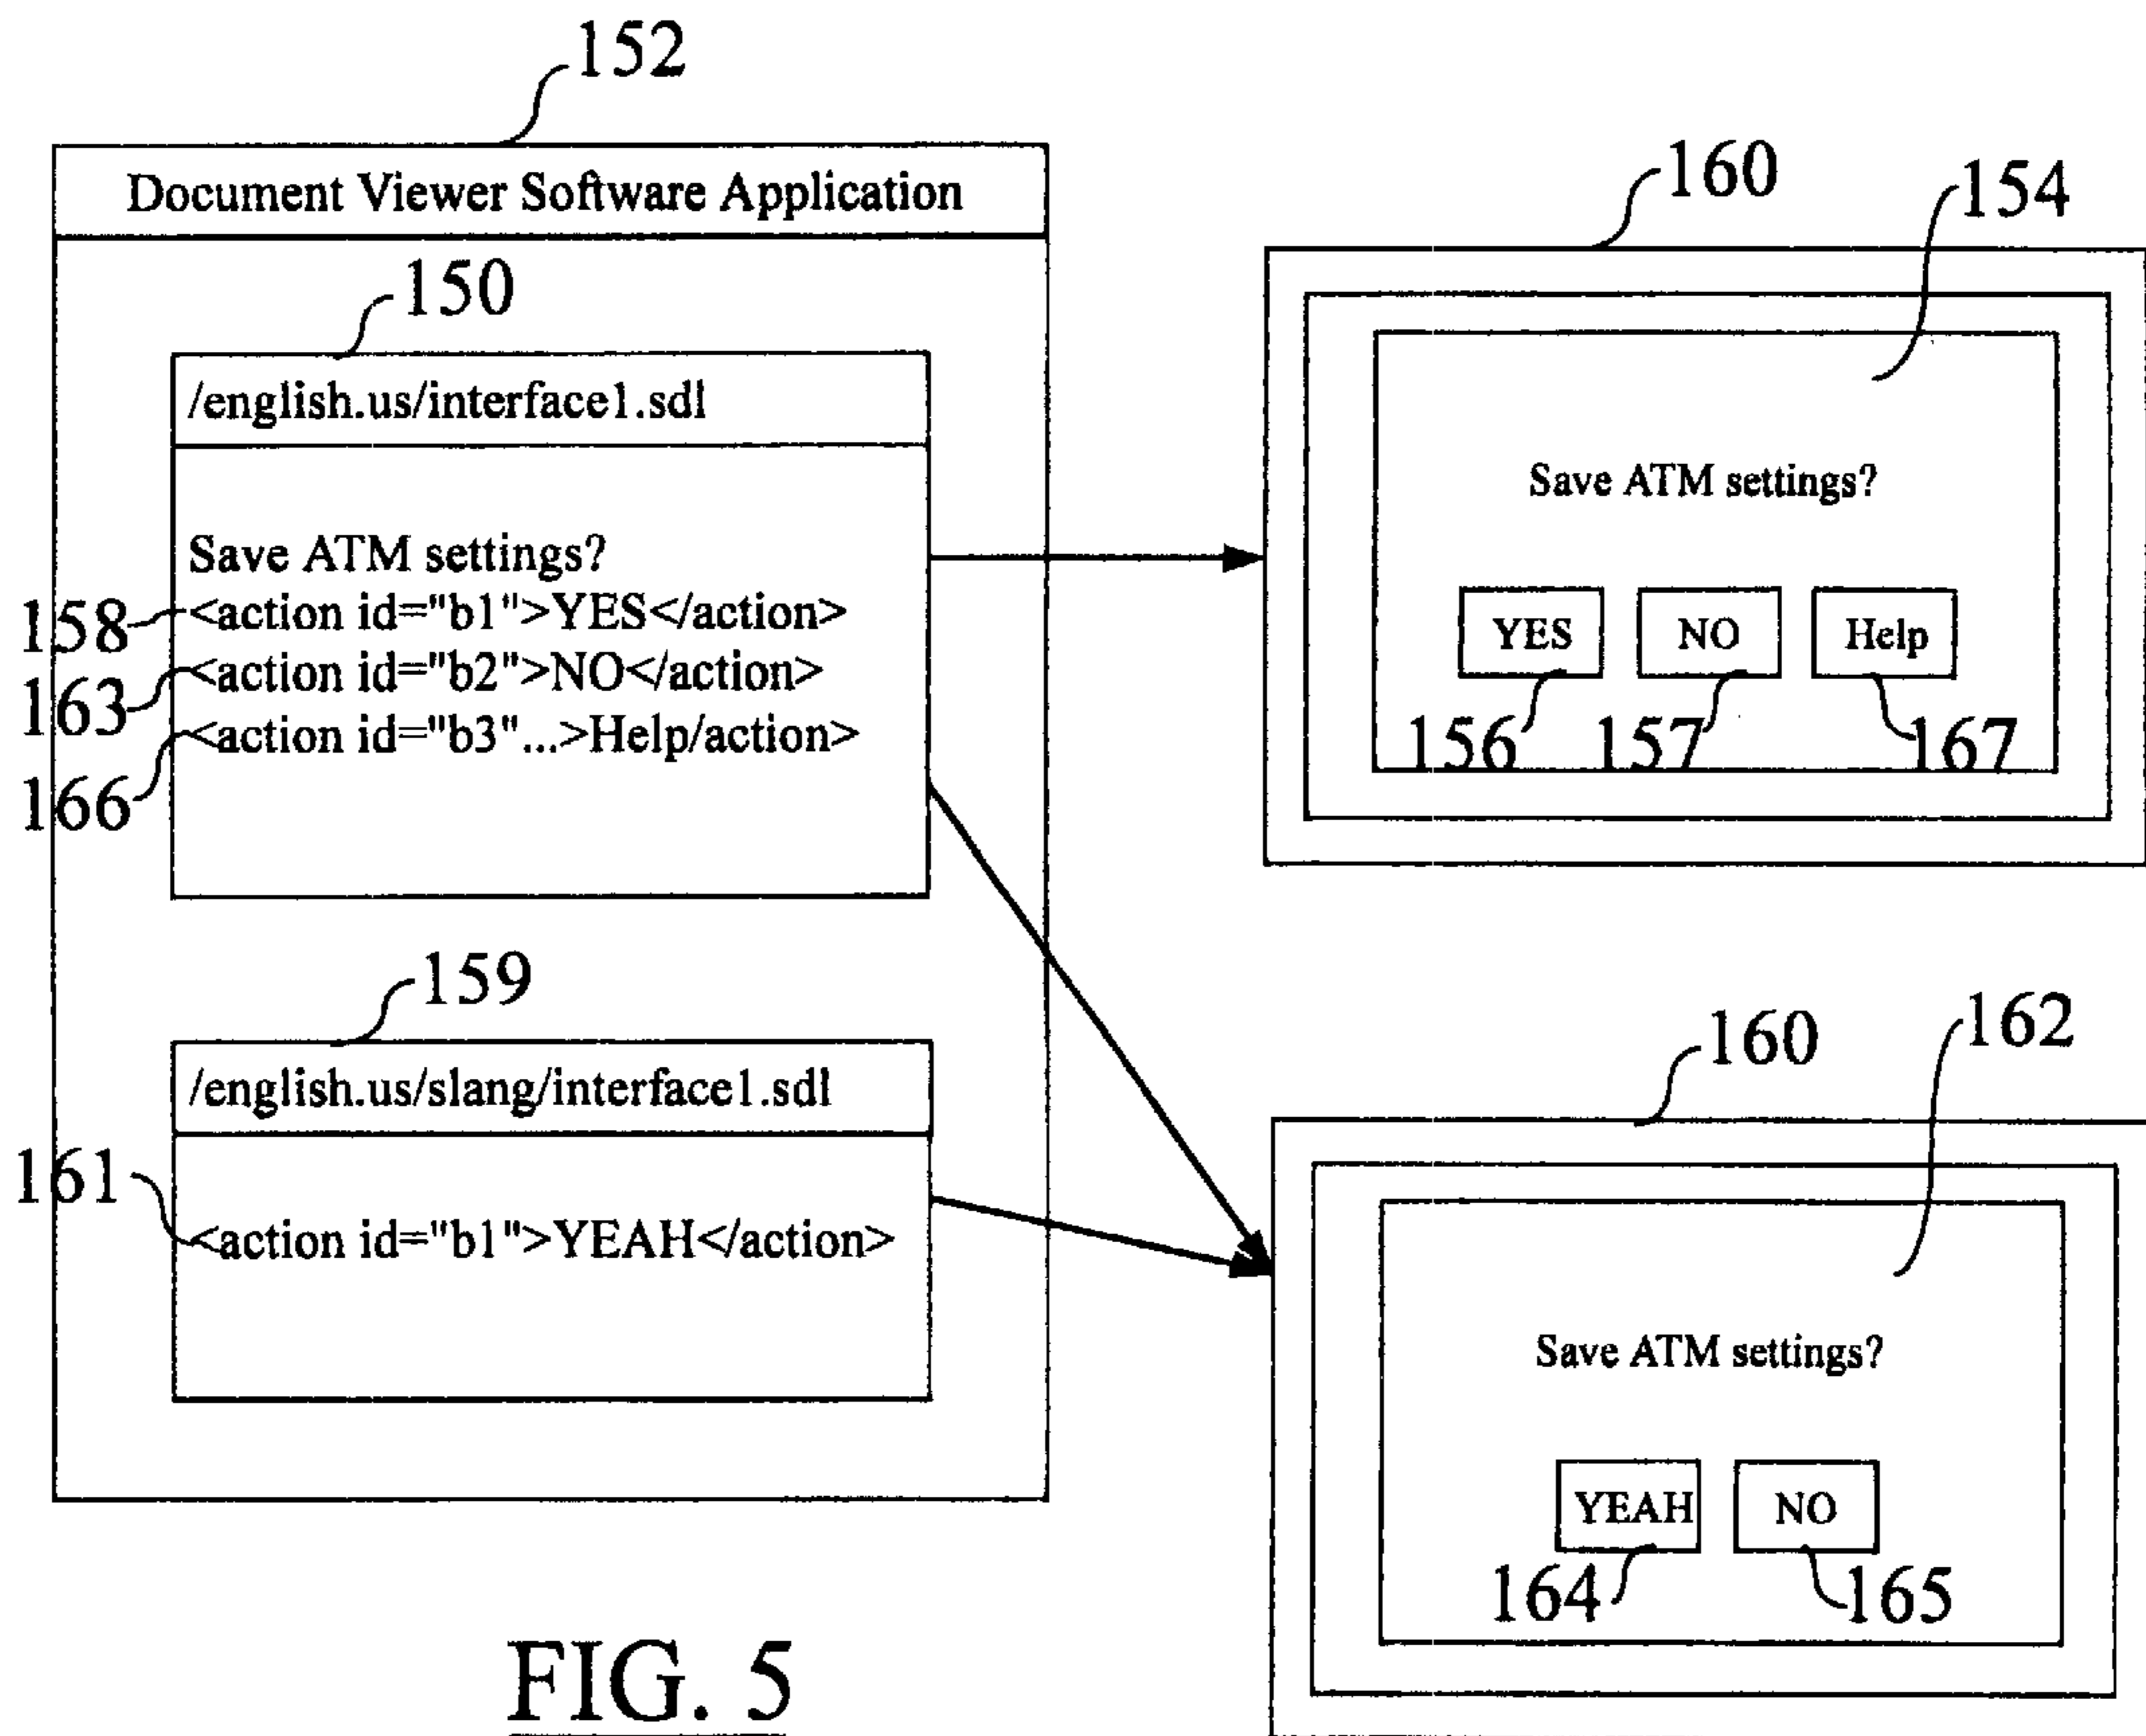 152
Document Viewer Software Application
150
/english.us/interface1.sdl
Save ATM settings?
158 <action id="b1">YES</action>
163 <action id="b2">NO</action>
166 <action id="b3"...>Help/action>
159
/english.us/slang/interface1.sdl
161 <action id="b1">YEAH</action>
160
154
Save ATM settings?
YES NO Help
156 157 167
160
162
Save ATM settings?
YEAH NO
164 165
FIG. 5